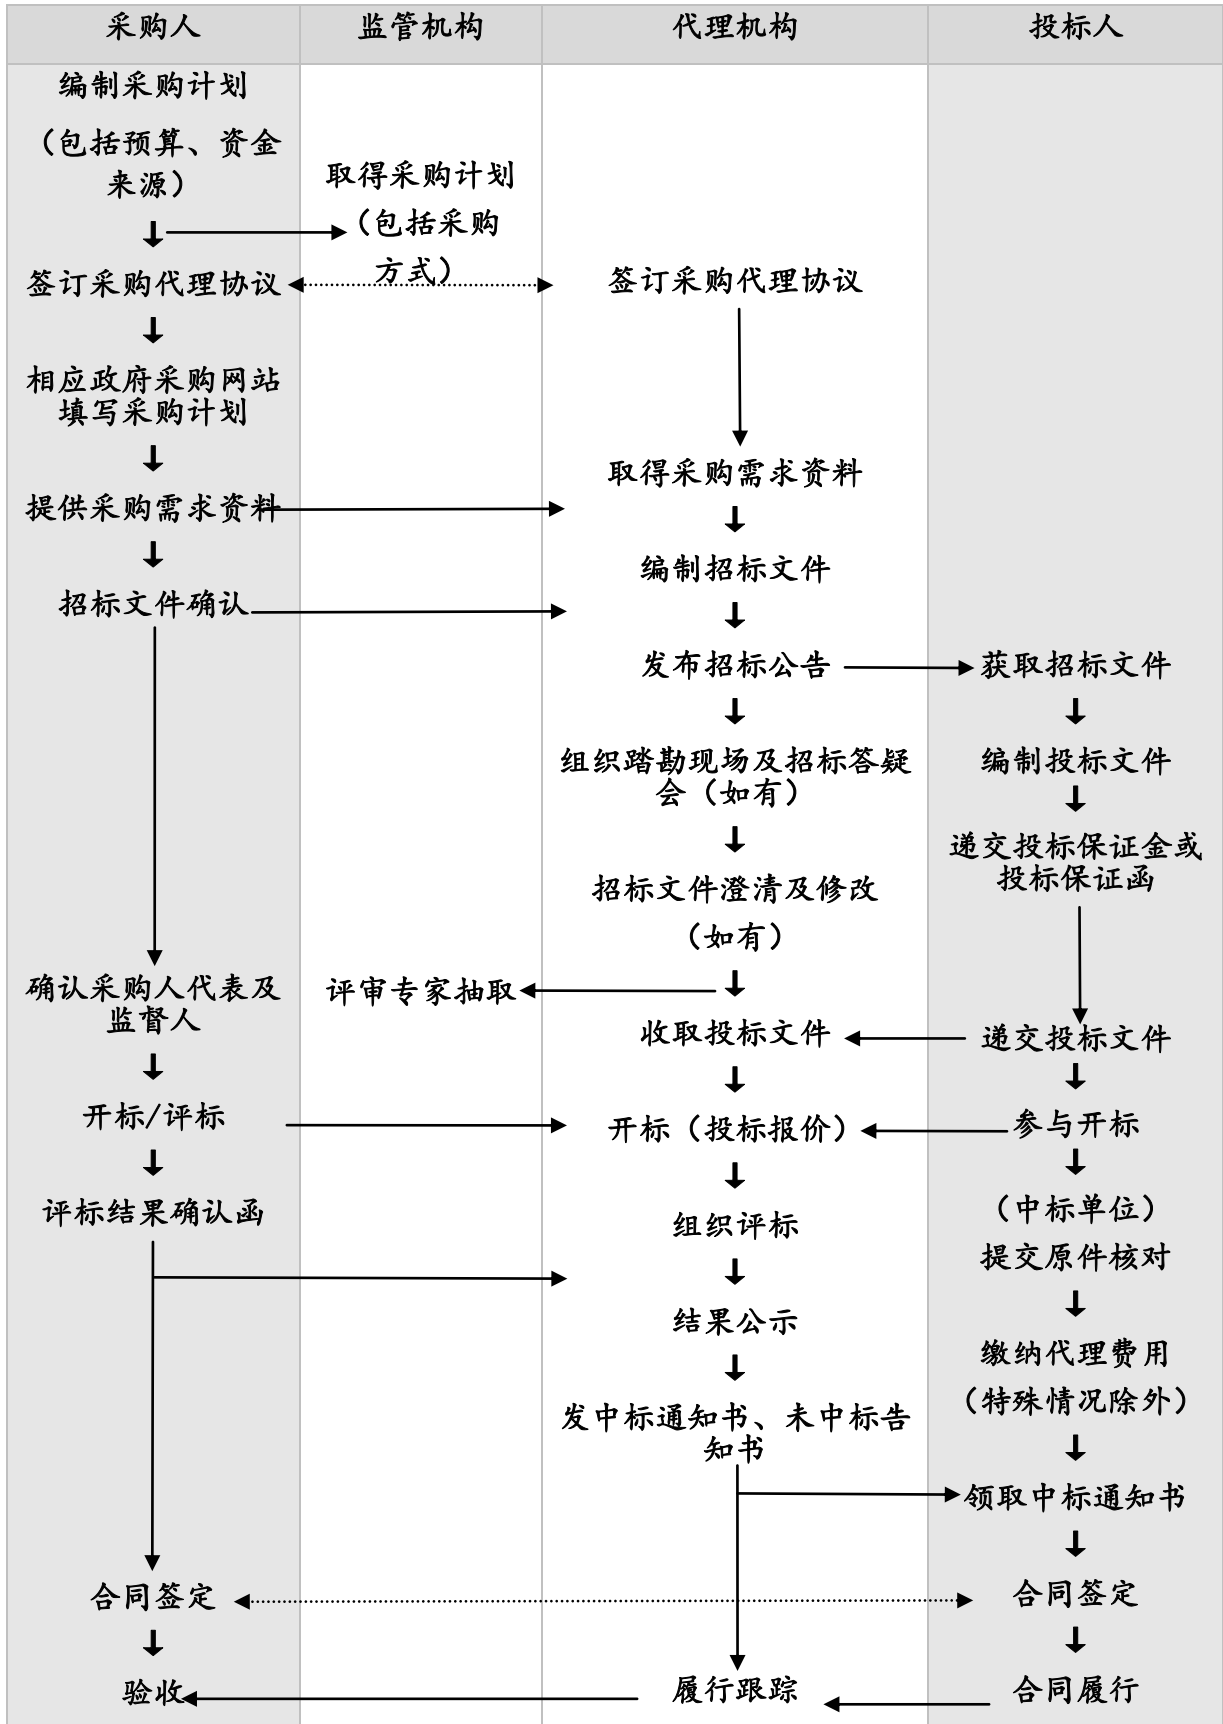 采购人
监管机构
代理机构
投标人
编制采购计划
（包括预算、资金
来源）
签订采购代理协议
相应政府采购网站
填写采购计划
提供采购需求资料
招标文件确认
确认采购人代表及
监督人
开标/评标
评标结果确认函
合同签定
验收
取得采购计划
（包括采购
方式）
评审专家抽取
签订采购代理协议
取得采购需求资料
编制招标文件
发布招标公告
组织踏勘现场及招标答疑
会（如有）
招标文件澄清及修改
（如有）
收取投标文件
开标（投标报价）
组织评标
结果公示
发中标通知书、未中标告
知书
履行跟踪
获取招标文件
编制投标文件
递交投标保证金或
投标保证函
递交投标文件
参与开标
（中标单位）
提交原件核对
缴纳代理费用
（特殊情况除外）
领取中标通知书
合同签定
合同履行